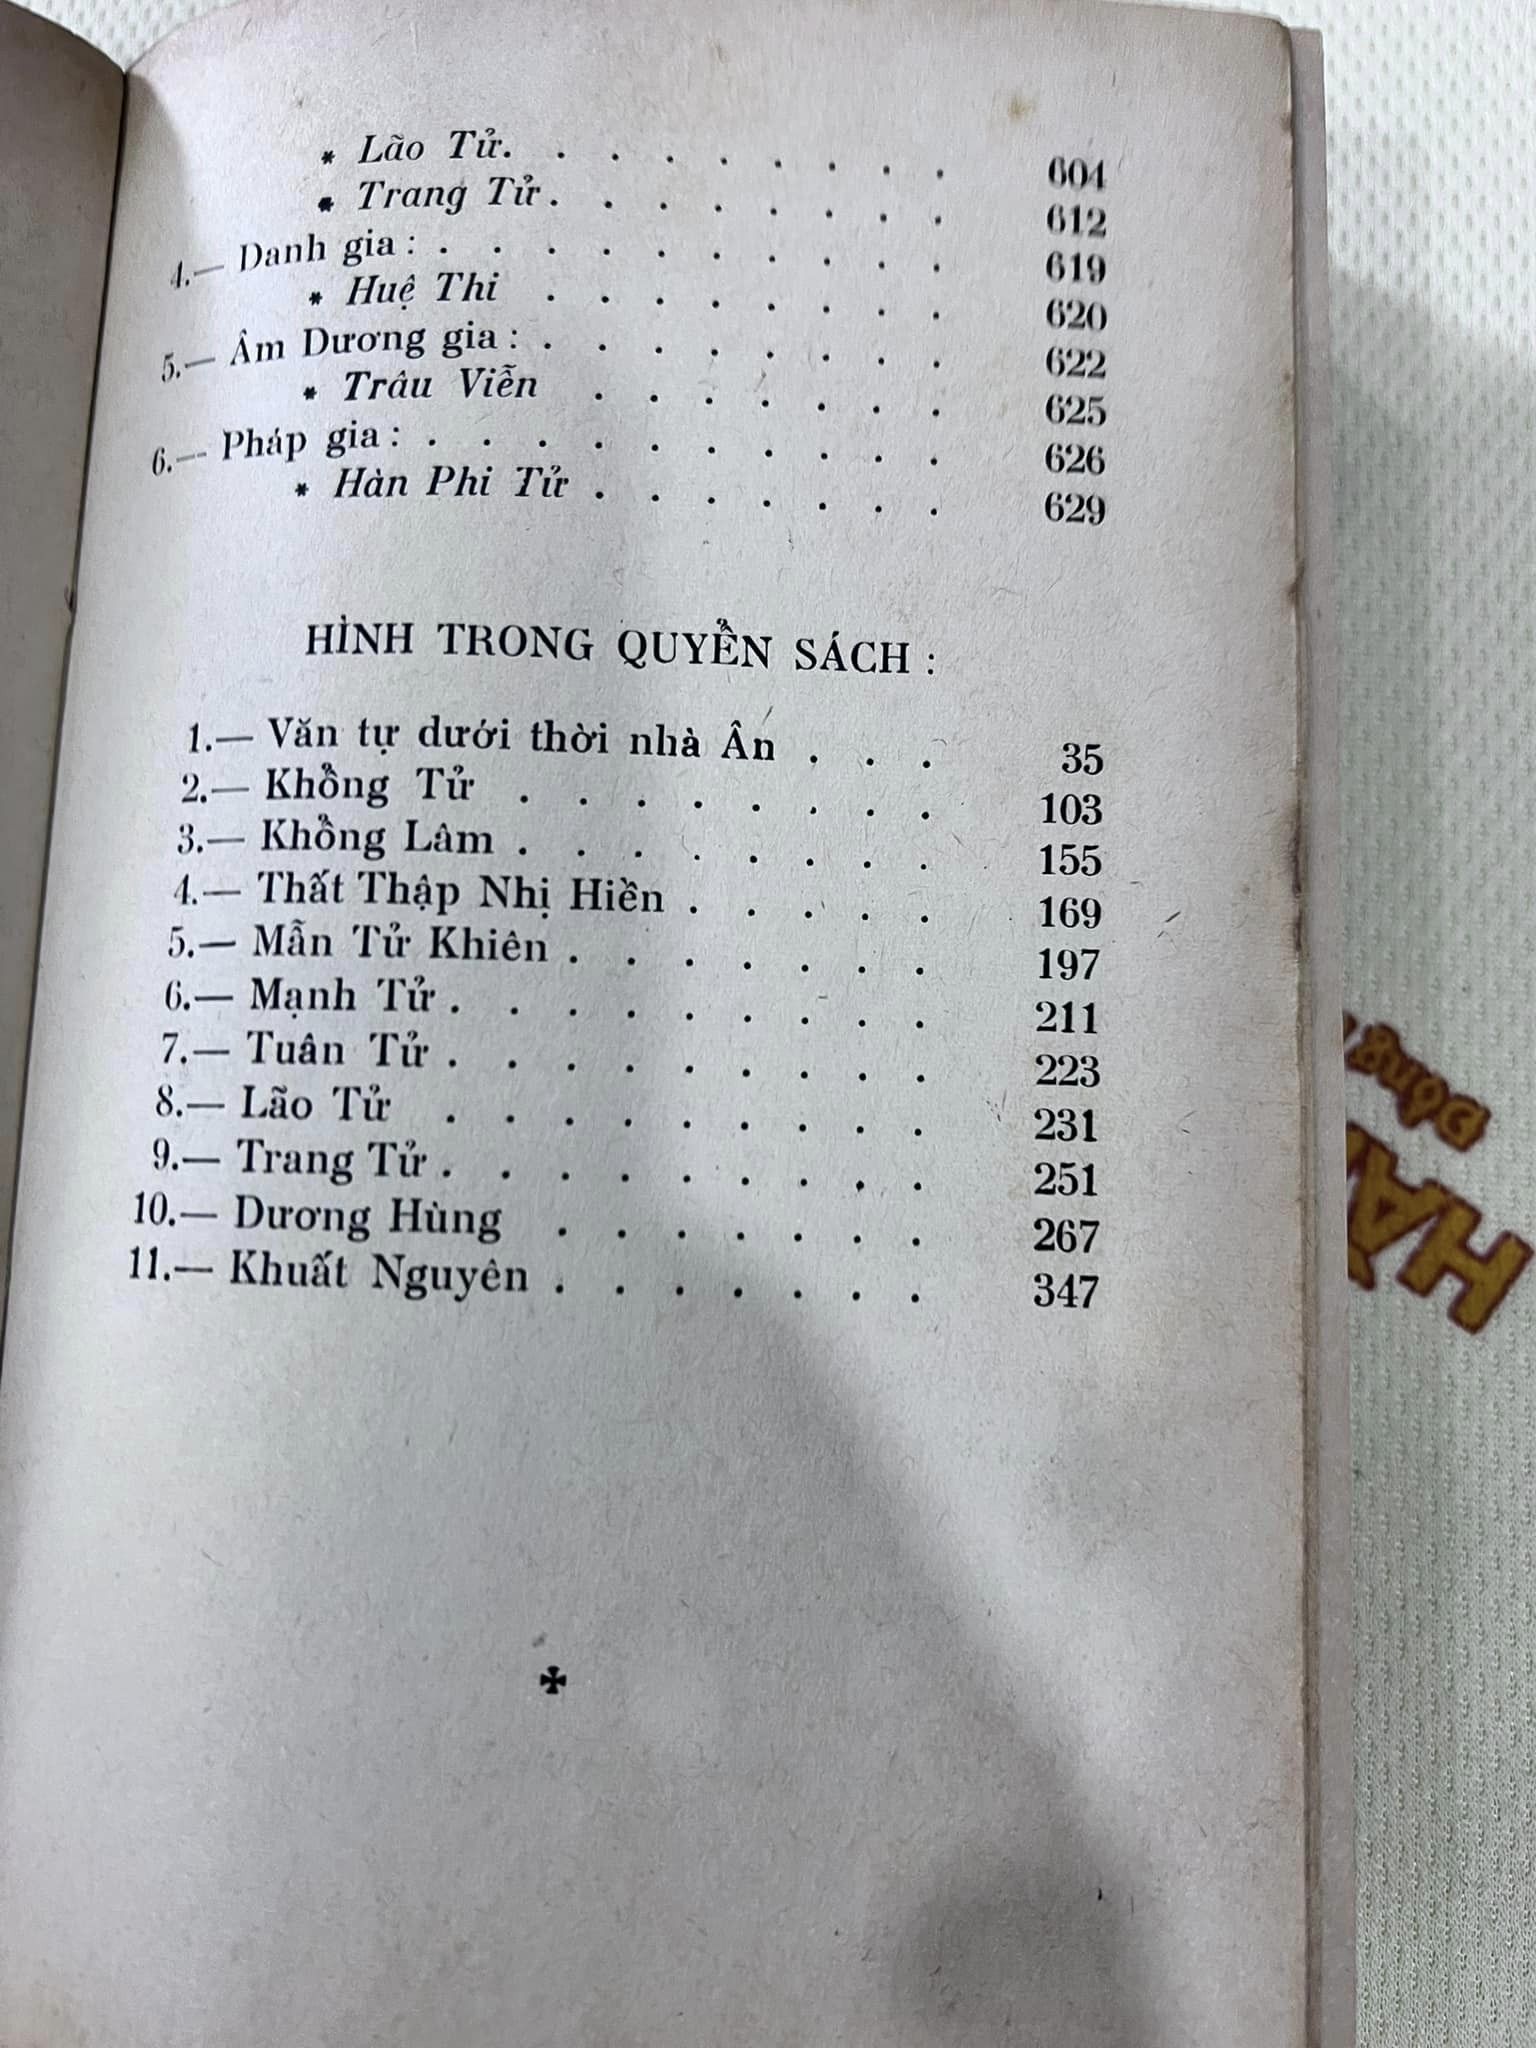 * Lão Tử. . . . . . . . . 604
* Trang Tử . . . . . . . . 612
4.— Danh gia : . . . . . . . . . . 619
* Huệ Thi . . . . . . . . 620
5.— Âm Dương gia : . . . . . . . . 622
* Trâu Viễn . . . . . . . 625
6.— Pháp gia : . . . . . . . . . . 626
* Hàn Phi Tử . . . . . . . 629
HÌNH TRONG QUYỂN SÁCH :
1.— Văn tự dưới thời nhà Ân . . . 35
2.— Khổng Tử . . . . . . . . 103
3.— Khổng Lâm . . . . . . . . 155
4.— Thất Thập Nhị Hiền . . . . . 169
5.— Mẫn Tử Khiên . . . . . . . 197
6.— Mạnh Tử . . . . . . . . . 211
7.— Tuân Tử . . . . . . . . . 223
8.— Lão Tử . . . . . . . . . 231
9.— Trang Tử . . . . . . . . . 251
10.— Dương Hùng . . . . . . . 267
11.— Khuất Nguyên . . . . . . . 347